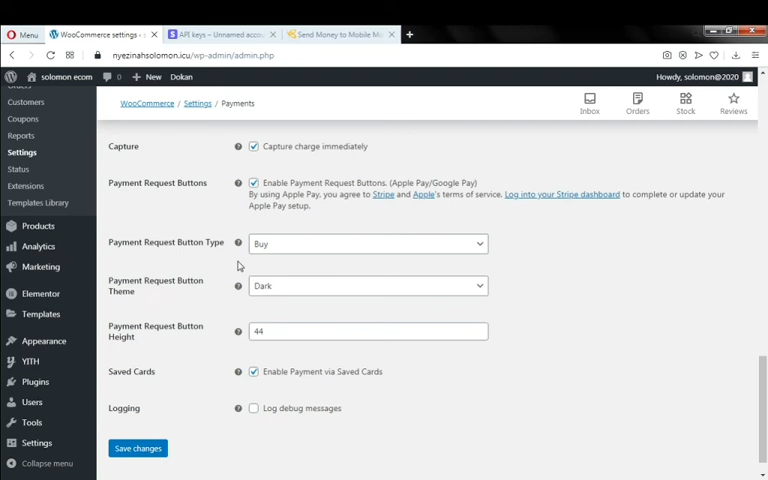 Menu
WooCommerce settings ‹ s
API keys – Unnamed accou
Send Money to Mobile M
nyezinahsolomon.icu/wp-admin/admin.php
solomon ecom
0
New
Dokan
Howdy, solomon@2020
Orders
Customers
Coupons
Reports
Settings
Status
Extensions
Templates Library
Products
Analytics
Marketing
Elementor
Templates
Appearance
YITH
Plugins
Users
Tools
Settings
Collapse menu
WooCommerce / Settings / Payments
Inbox
Orders
Stock
Reviews
Capture
Capture charge immediately
Payment Request Buttons
Enable Payment Request Buttons. (Apple Pay/Google Pay)
By using Apple Pay, you agree to Stripe and Apple's terms of service. Log into your Stripe dashboard to complete or update your
Apple Pay setup.
Payment Request Button Type
Buy
Payment Request Button
Theme
Dark
Payment Request Button
Height
44
Saved Cards
Enable Payment via Saved Cards
Logging
Log debug messages
Save changes